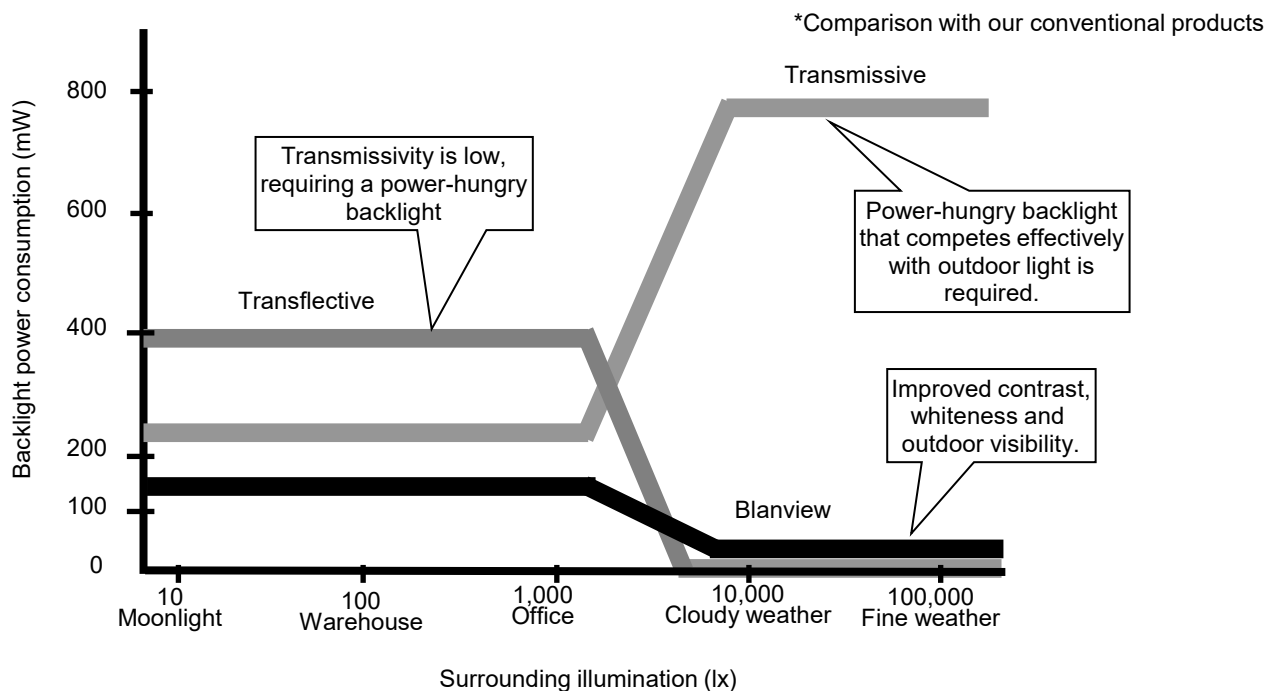 *Comparison with our conventional products
Transmissive
800
Backlight power consumption (mW)
Transmissivity is low,
requiring a power-hungry
backlight
600
Power-hungry backlight
that competes effectively
with outdoor light is
required.
Transflective
400
Improved contrast,
whiteness and
outdoor visibility.
200
100
Blanview
0
10
100
1,000
10,000
100,000
Moonlight
Warehouse
Office
Cloudy weather
Fine weather
Surrounding illumination (lx)